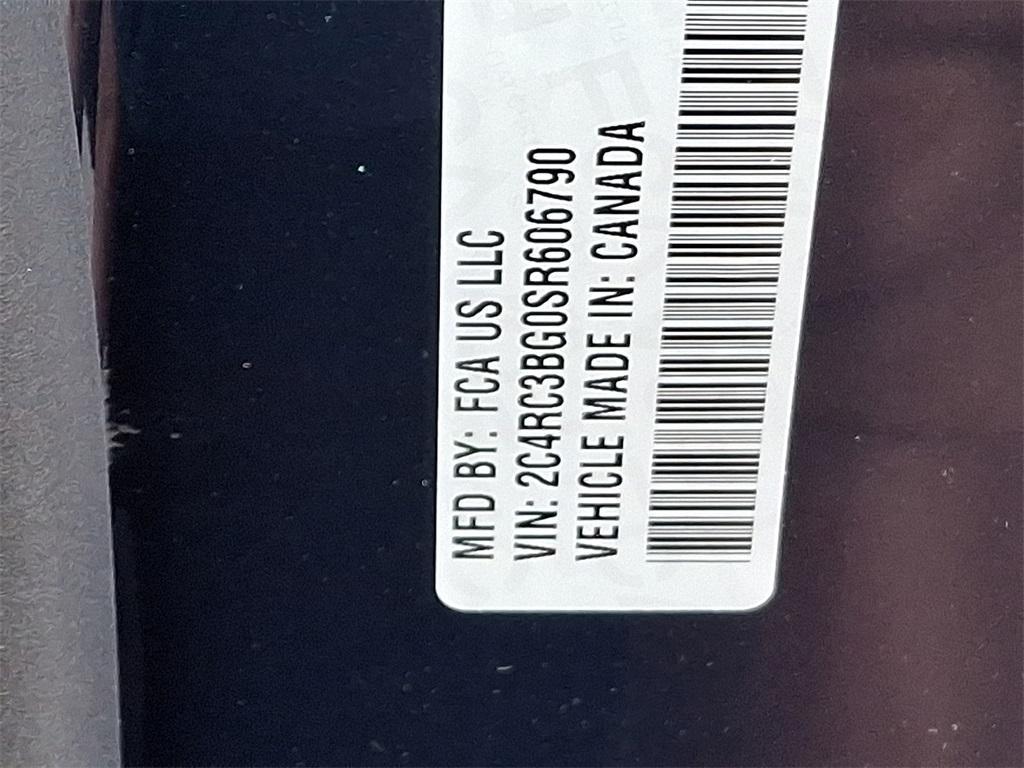 MFD BY: FCA US LLC
VIN: 2C4RC3BG0SR606790
VEHICLE MADE IN: CANADA